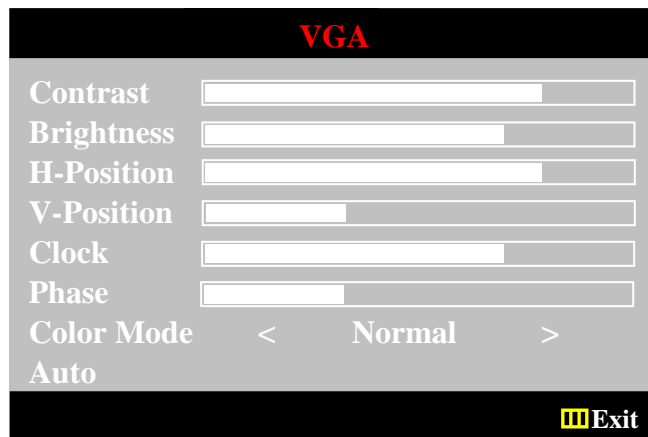 VGA
Contrast
Brightness
H-Position
V-Position
Clock
Phase
Color Mode < Normal >
Auto
Exit